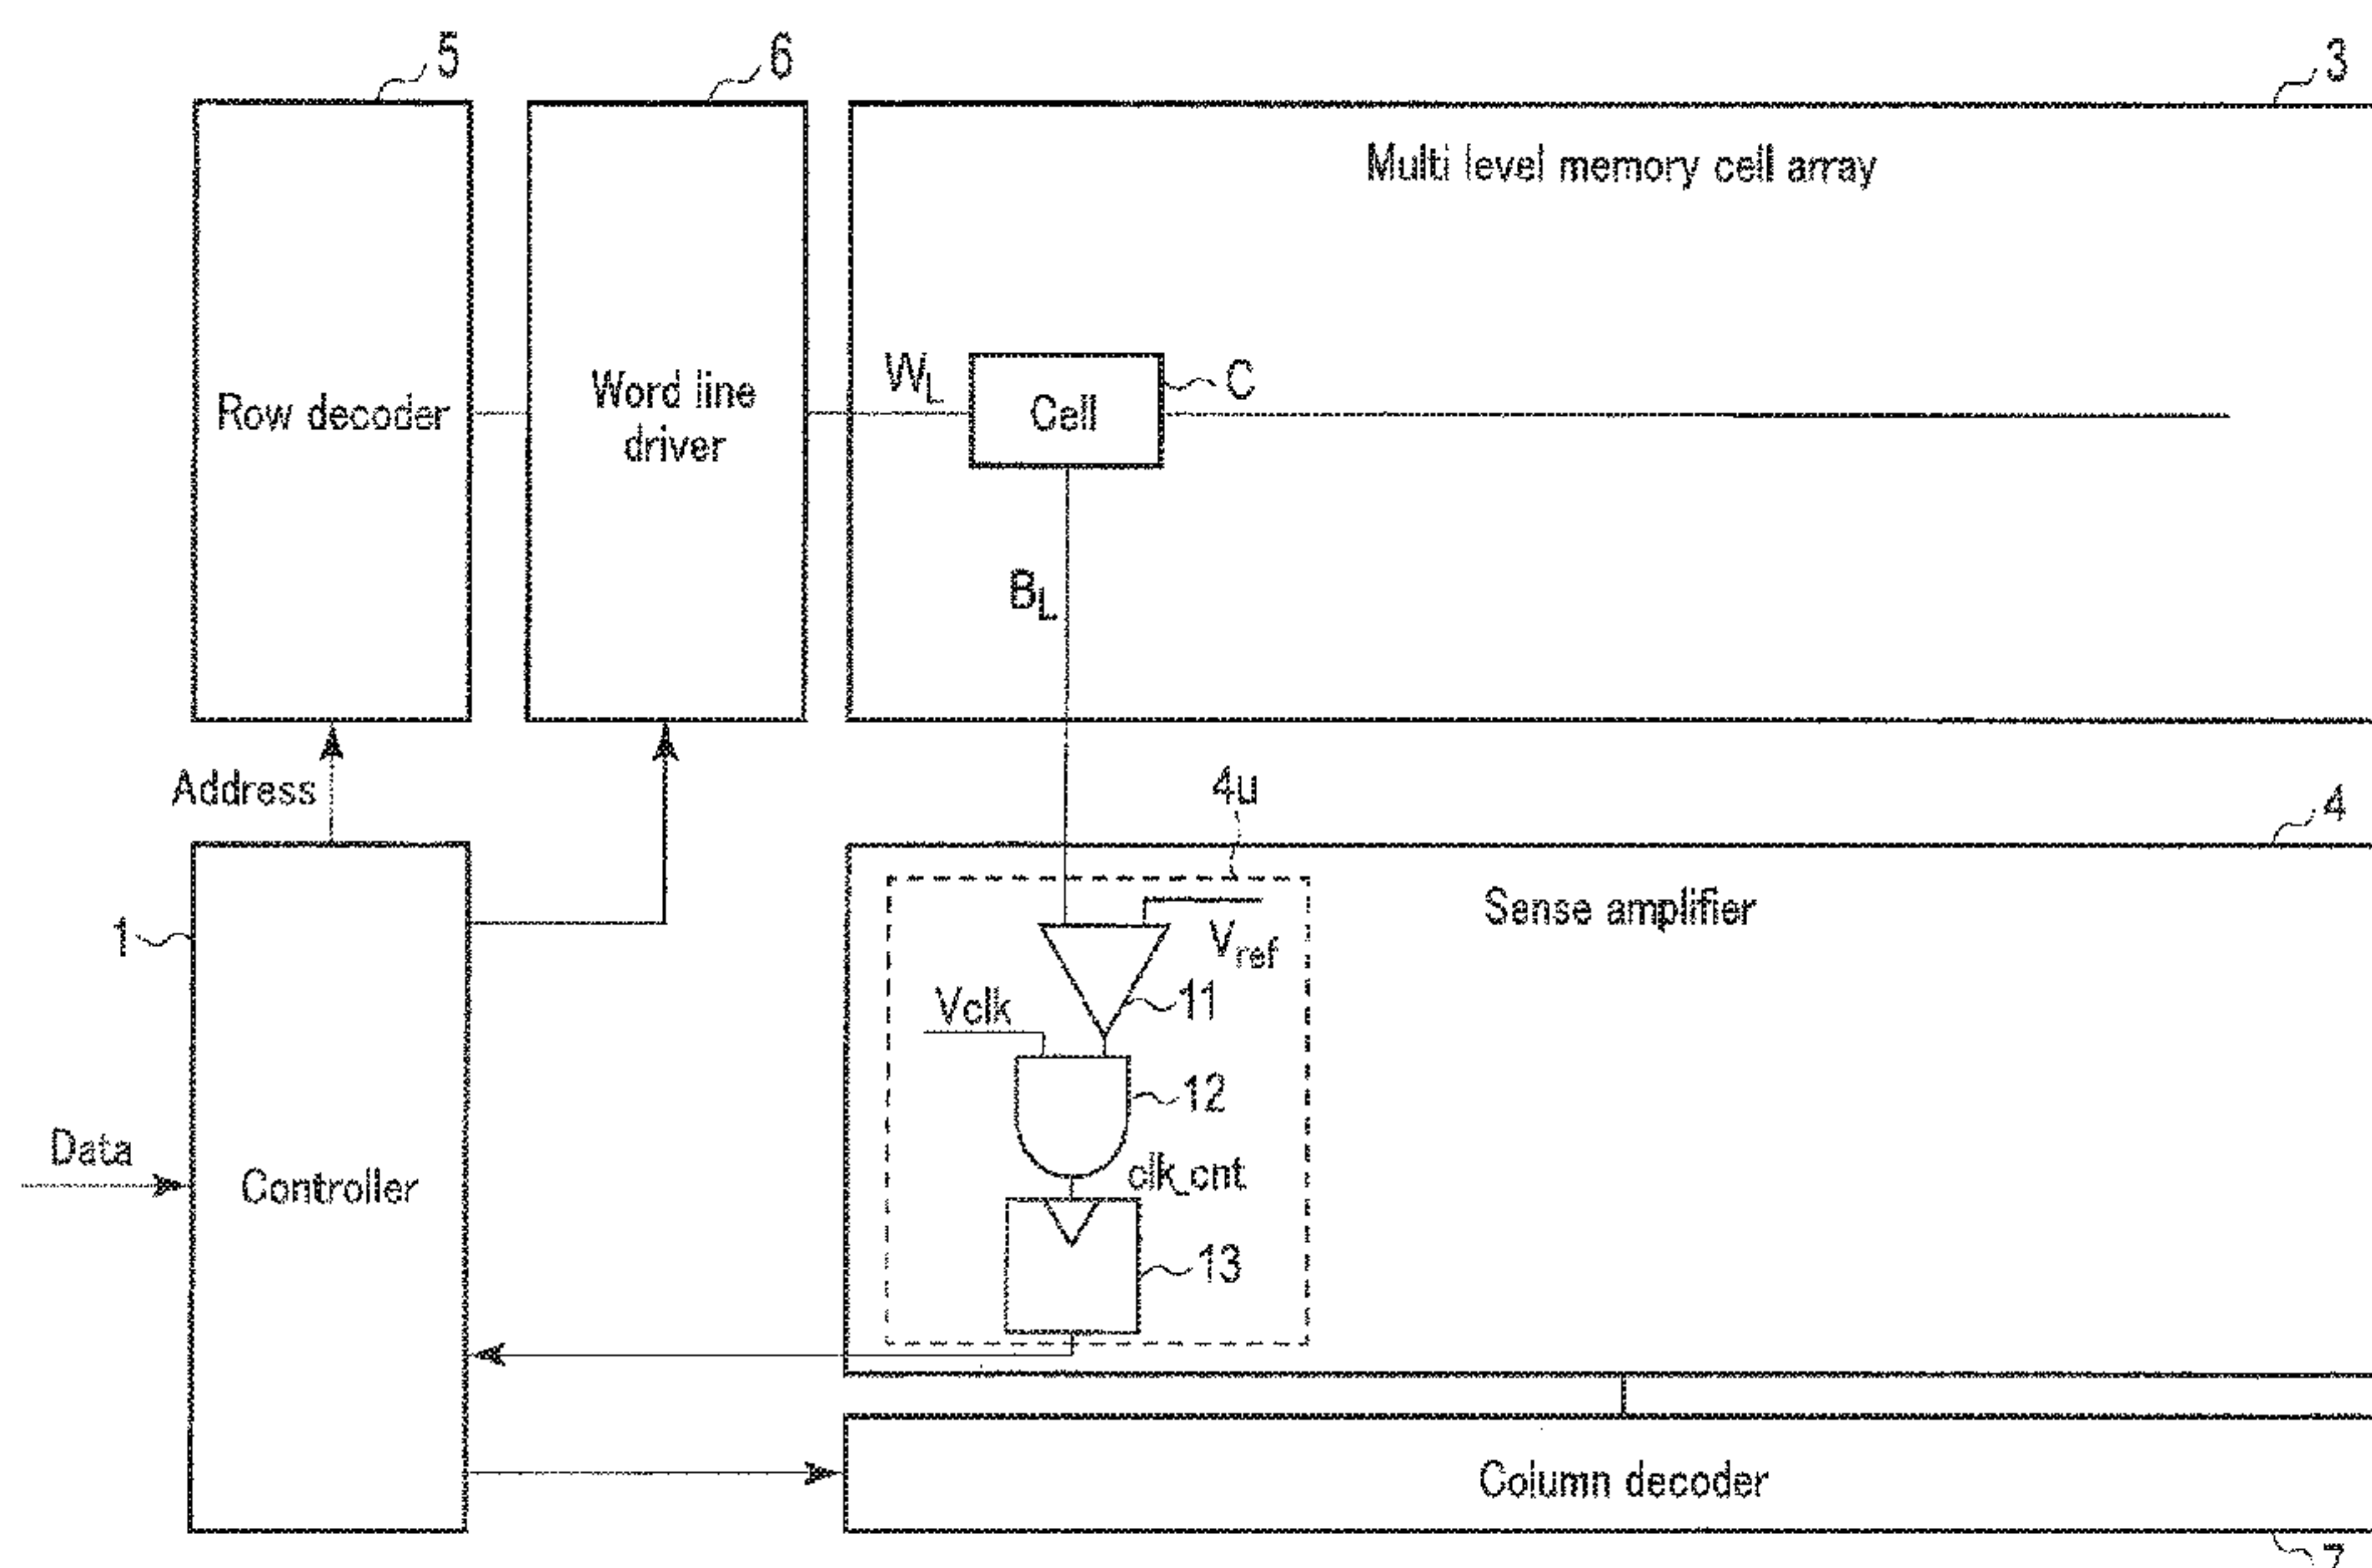 5
6
3
Multi level memory cell array
Row decoder
Word line
driver
WL
Cell
C
BL
Address
4u
4
1
Sense amplifier
Vref
Vclk
11
12
Data
Controller
clk_cnt
13
Column decoder
7